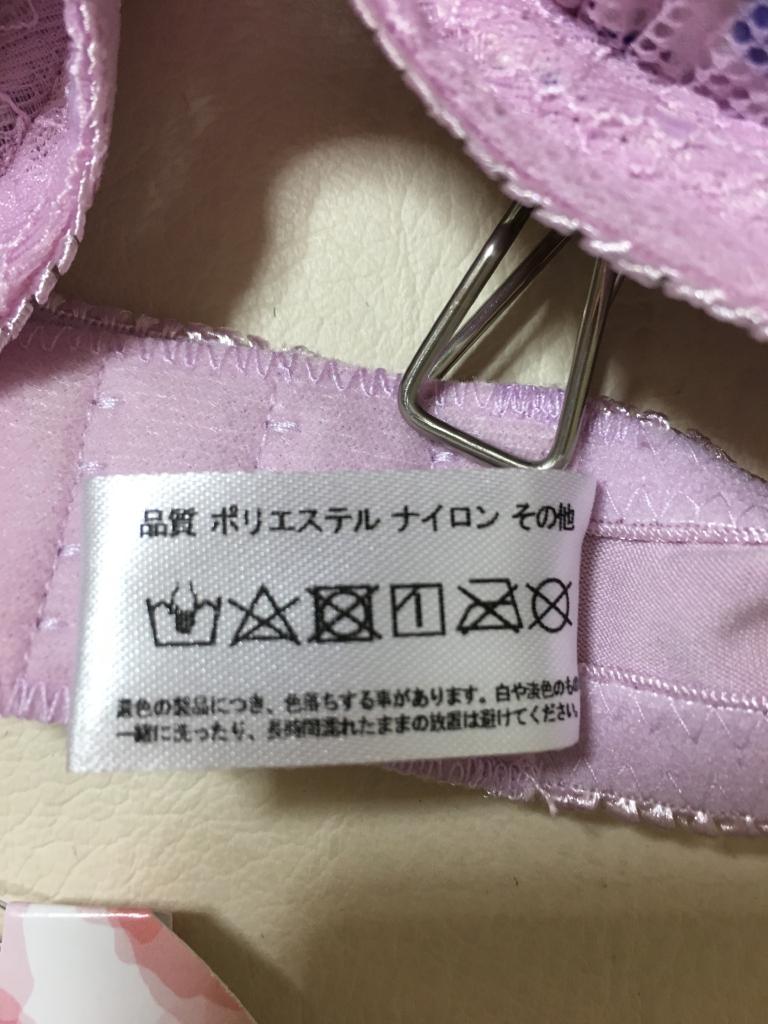 品質 ポリエステル ナイロン その他
濃色の製品につき、色落ちする事があります。白や淡色のもの
一緒に洗ったり、長時間濡れたままの放置は避けてください。